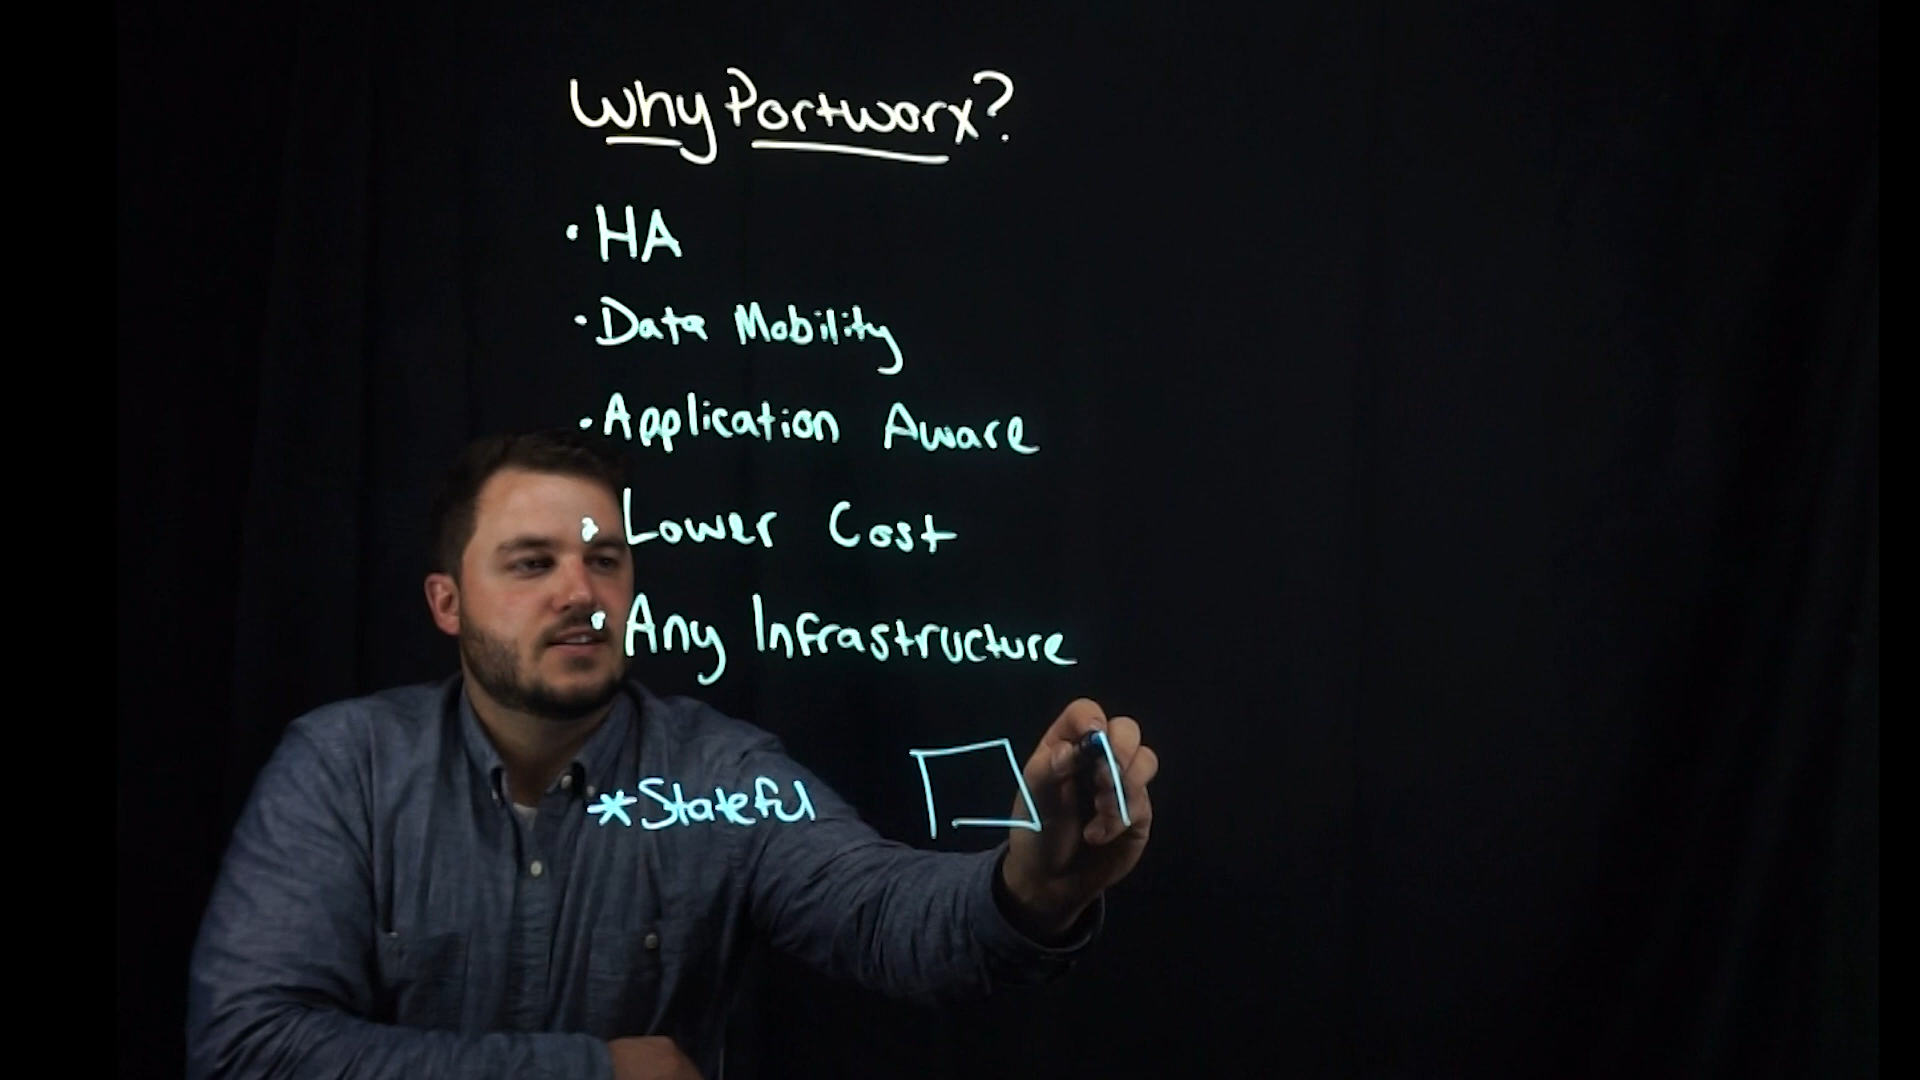 Why Portworx?
• HA
• Data Mobility
• Application Aware
• Lower Cost
• Any Infrastructure
* Stateful